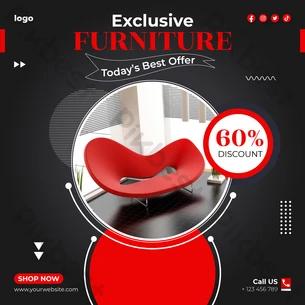 logo
Exclusive
FURNITURE
Today's Best Offer
60%
DISCOUNT
SHOP NOW
www.yourwebsite.com
Call US
+ 123 456 789